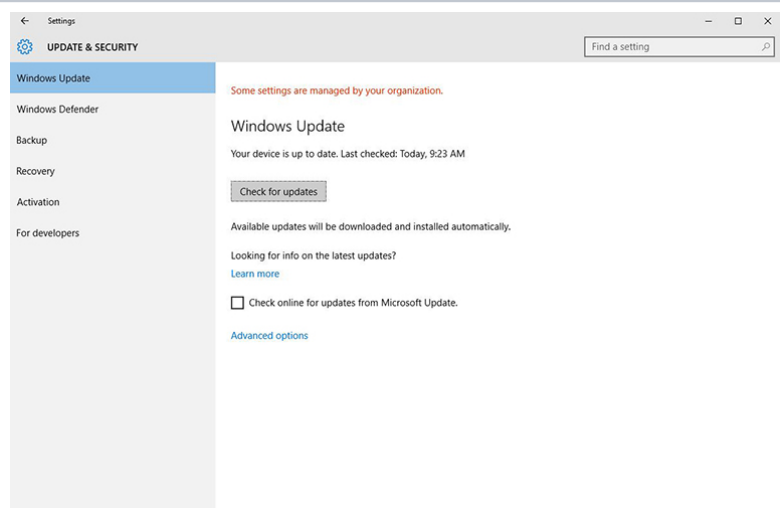 Settings
UPDATE & SECURITY
Find a setting
Windows Update
Windows Defender
Backup
Recovery
Activation
For developers
Some settings are managed by your organization.
Windows Update
Your device is up to date. Last checked: Today, 9:23 AM
Check for updates
Available updates will be downloaded and installed automatically.
Looking for info on the latest updates?
Learn more
Check online for updates from Microsoft Update.
Advanced options